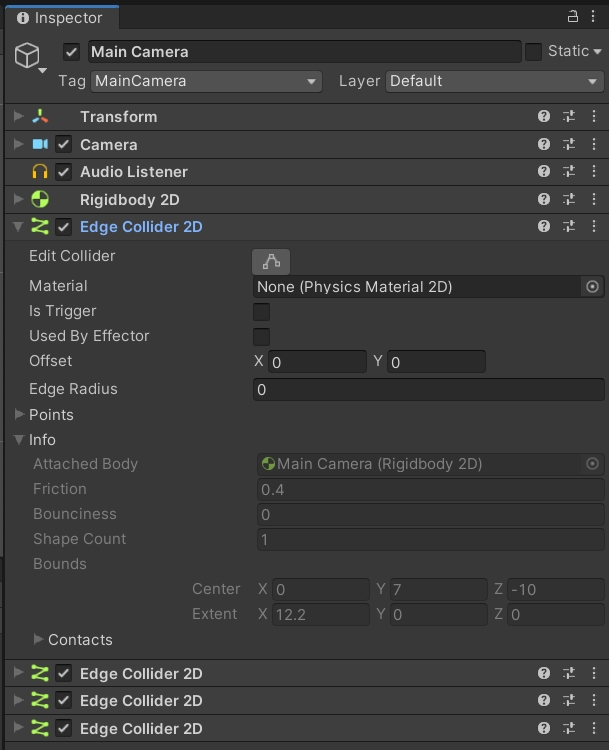 Inspector
Main Camera Static
Tag MainCamera Layer Default
Transform
Camera
Audio Listener
Rigidbody 2D
Edge Collider 2D
Edit Collider
Material None (Physics Material 2D)
Is Trigger
Used By Effector
Offset X 0 Y 0
Edge Radius 0
Points
Info
Attached Body Main Camera (Rigidbody 2D)
Friction 0.4
Bounciness 0
Shape Count 1
Bounds
Center X 0 Y 7 Z -10
Extent X 12.2 Y 0 Z 0
Contacts
Edge Collider 2D
Edge Collider 2D
Edge Collider 2D